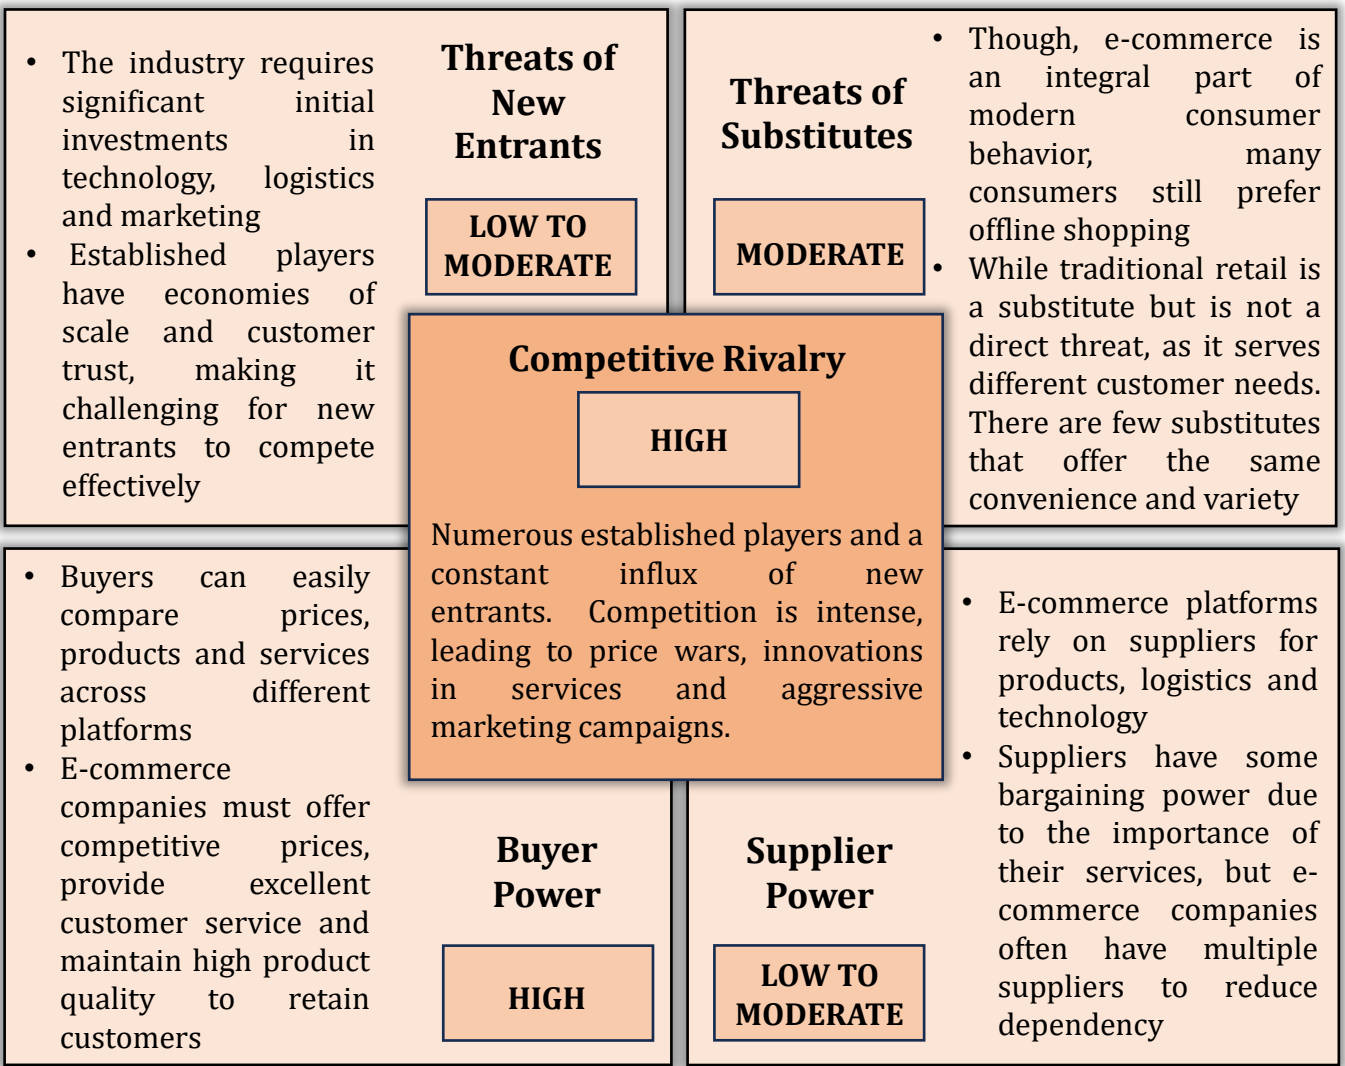 • The industry requires
significant initial
investments in
technology, logistics
and marketing
• Established players
have economies of
scale and customer
trust, making it
challenging for new
entrants to compete
effectively
Threats of
New
Entrants
LOW TO
MODERATE
Threats of
Substitutes
MODERATE
• Though, e-commerce is
an integral part of
modern consumer
behavior, many
consumers still prefer
offline shopping
• While traditional retail is
a substitute but is not a
direct threat, as it serves
different customer needs.
There are few substitutes
that offer the same
convenience and variety
Competitive Rivalry
HIGH
Numerous established players and a
constant influx of new
entrants. Competition is intense,
leading to price wars, innovations
in services and aggressive
marketing campaigns.
• Buyers can easily
compare prices,
products and services
across different
platforms
• E-commerce
companies must offer
competitive prices,
provide excellent
customer service and
maintain high product
quality to retain
customers
Buyer
Power
HIGH
Supplier
Power
LOW TO
MODERATE
• E-commerce platforms
rely on suppliers for
products, logistics and
technology
• Suppliers have some
bargaining power due
to the importance of
their services, but e-
commerce companies
often have multiple
suppliers to reduce
dependency